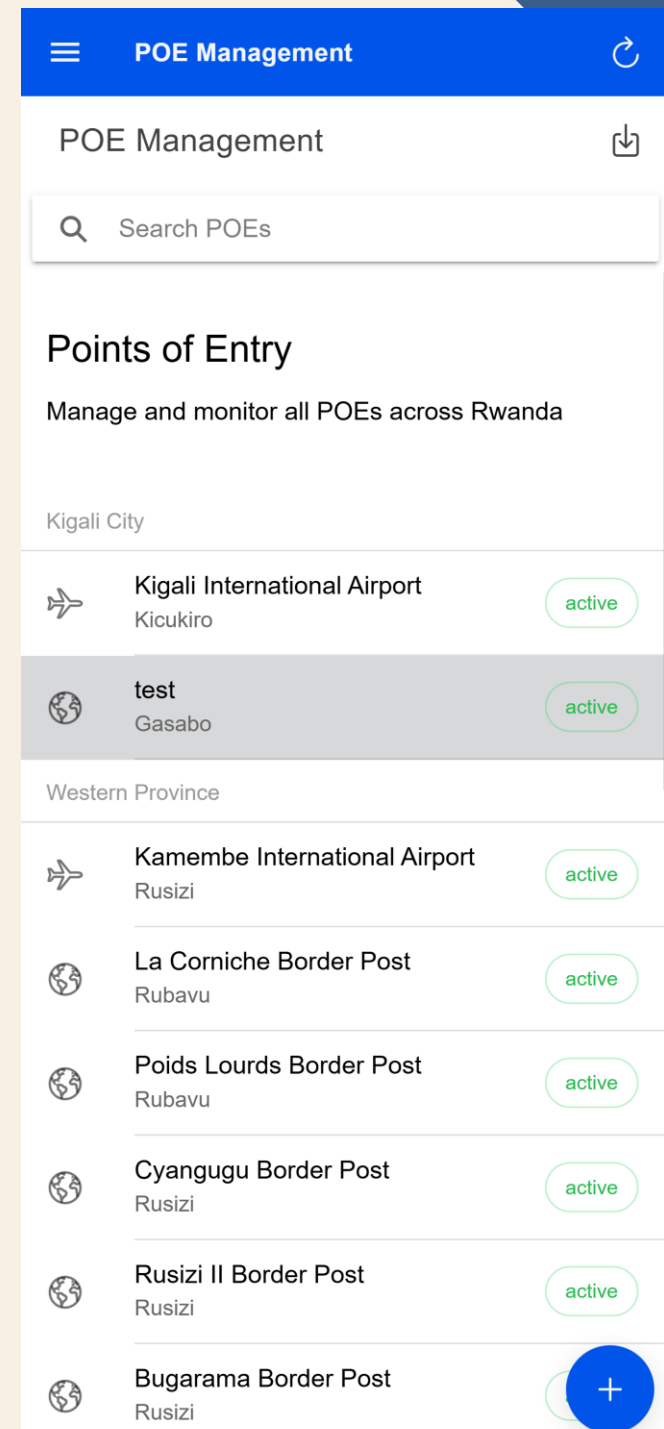 POE Management
POE Management
Search POEs
Points of Entry
Manage and monitor all POEs across Rwanda
Kigali City
Kigali International Airport
Kicukiro
active
test
Gasabo
active
Western Province
Kamembe International Airport
Rusizi
active
La Corniche Border Post
Rubavu
active
Poids Lourds Border Post
Rubavu
active
Cyangugu Border Post
Rusizi
active
Rusizi II Border Post
Rusizi
active
Bugarama Border Post
Rusizi
+